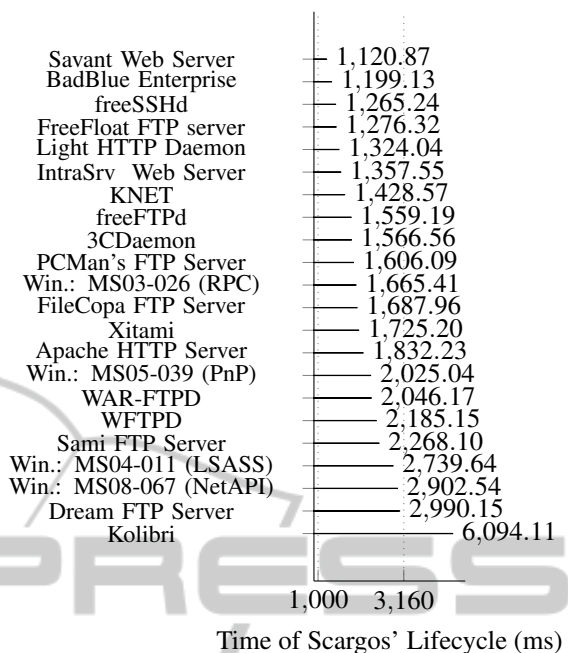 Savant Web Server 1,120.87
BadBlue Enterprise 1,199.13
freeSSHd 1,265.24
FreeFloat FTP server 1,276.32
Light HTTP Daemon 1,324.04
IntraSrv Web Server 1,357.55
KNET 1,428.57
freeFTPd 1,559.19
3CDaemon 1,566.56
PCMan's FTP Server 1,606.09
Win.: MS03-026 (RPC) 1,665.41
FileCopa FTP Server 1,687.96
Xitami 1,725.20
Apache HTTP Server 1,832.23
Win.: MS05-039 (PnP) 2,025.04
WAR-FTPD 2,046.17
WFTPD 2,185.15
Sami FTP Server 2,268.10
Win.: MS04-011 (LSASS) 2,739.64
Win.: MS08-067 (NetAPI) 2,902.54
Dream FTP Server 2,990.15
Kolibri 6,094.11
PRESS
1,000 3,160
Time of Scargos' Lifecycle (ms)